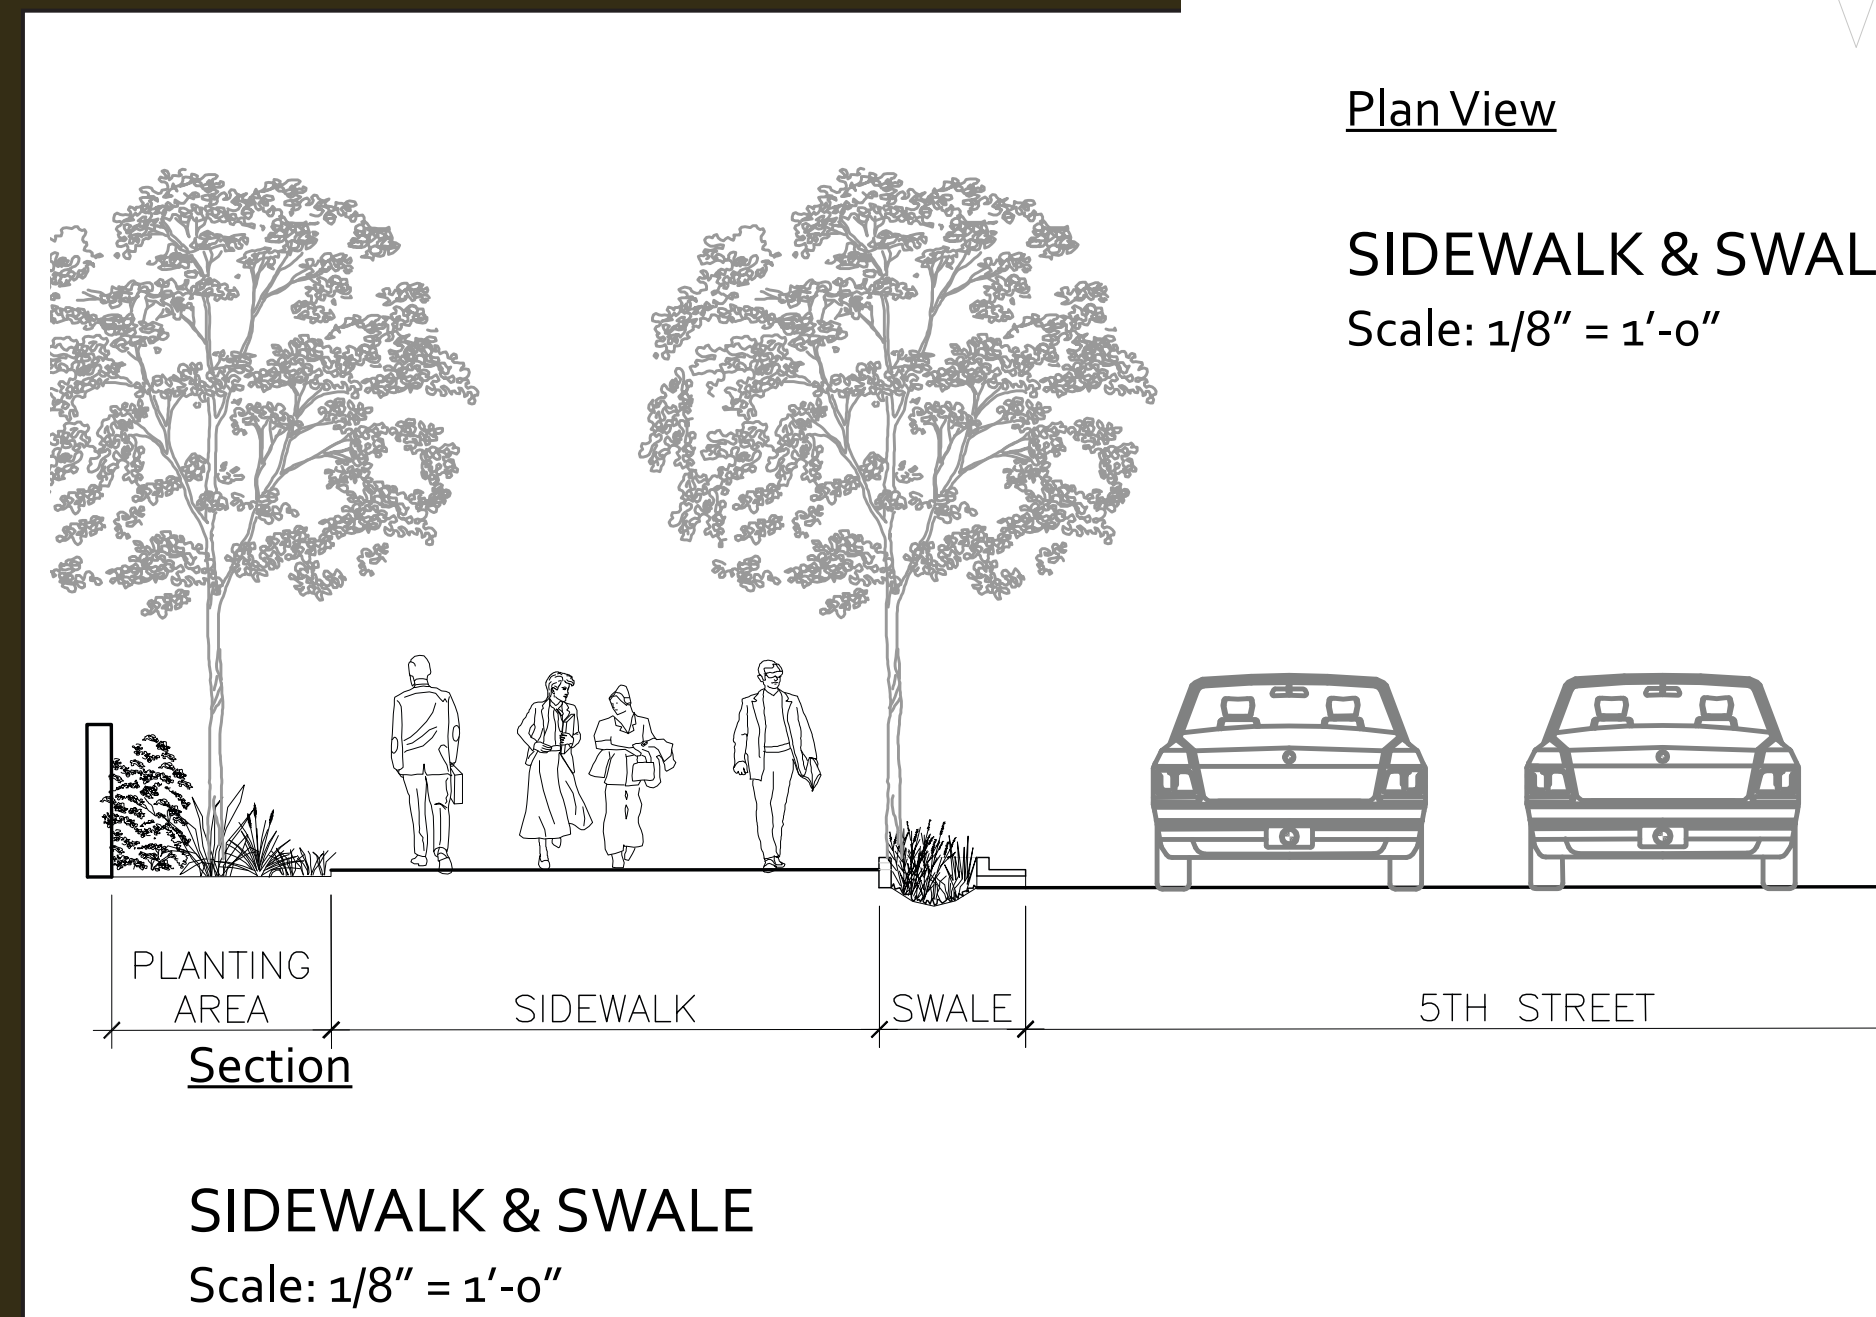 Plan View
SIDEWALK & SWAL
Scale: 1/8” = 1’-0”
PLANTING
AREA
SIDEWALK
SWALE
5TH STREET
Section
SIDEWALK & SWALE
Scale: 1/8” = 1’-0”